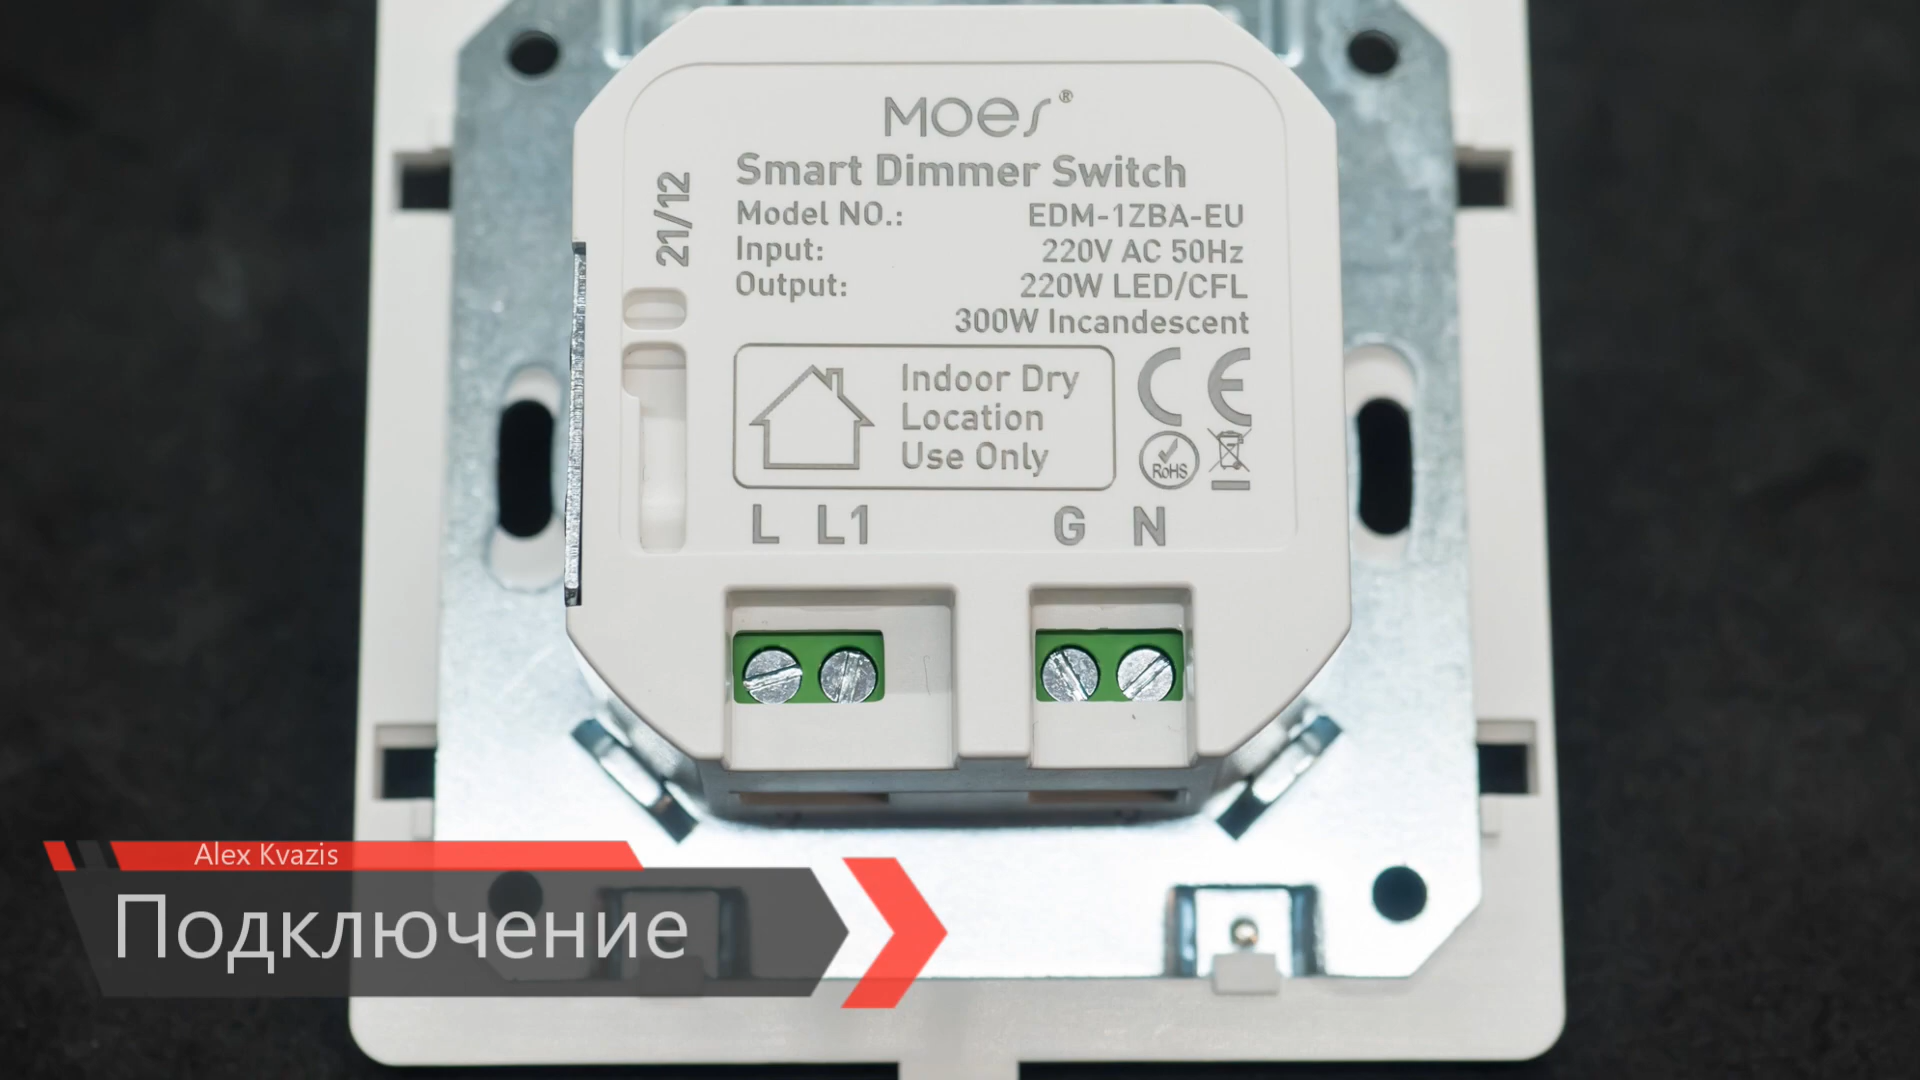 MOES®
Smart Dimmer Switch
21/12
Model NO.: EDM-1ZBA-EU
Input: 220V AC 50Hz
Output: 220W LED/CFL
300W Incandescent
Indoor Dry
Location
Use Only
CE
RoHS
L L1 G N
Alex Kvazis
Подключение